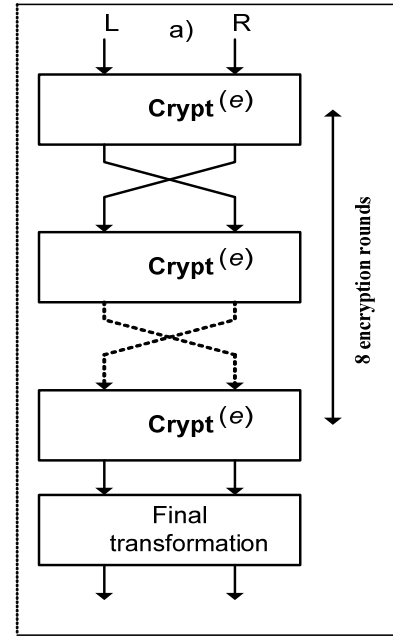 L a) R
Crypt (e)
Crypt (e)
8 encryption rounds
Crypt (e)
Final
transformation